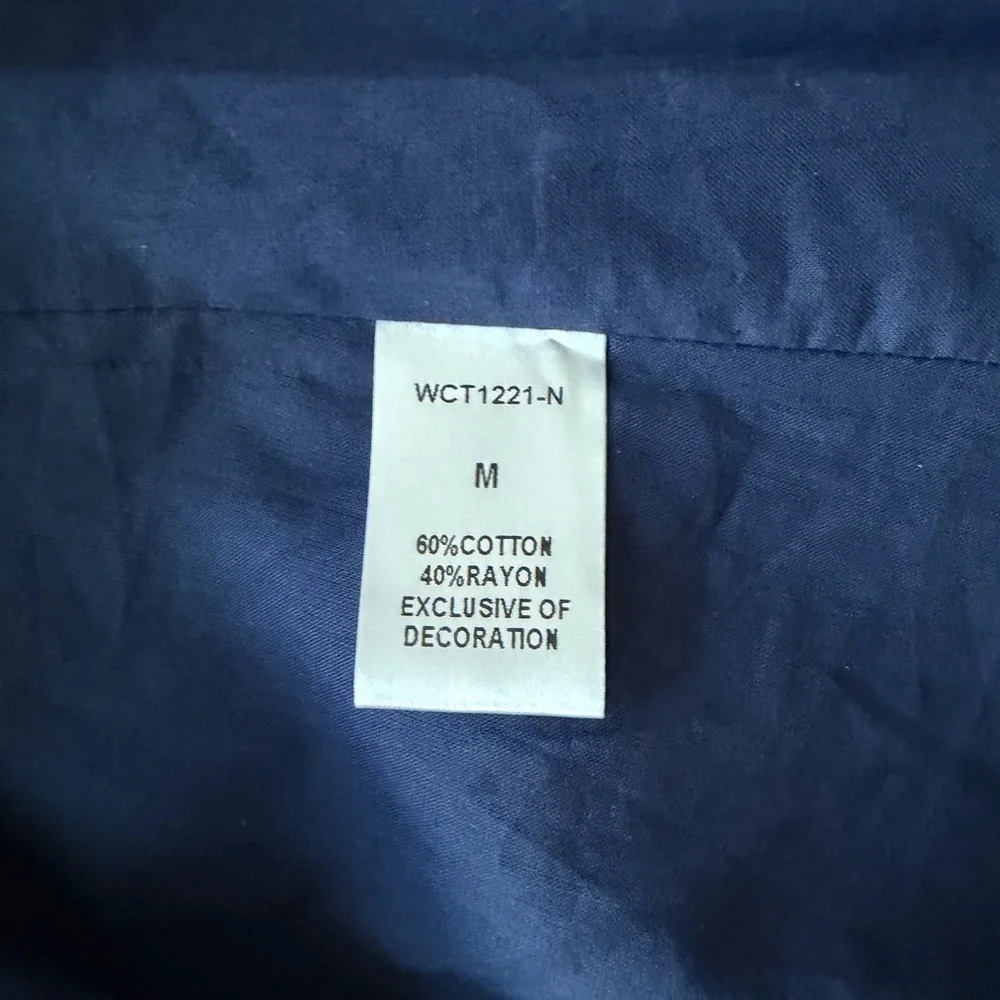 WCT1221-N
M
60%COTTON
40%RAYON
EXCLUSIVE OF
DECORATION